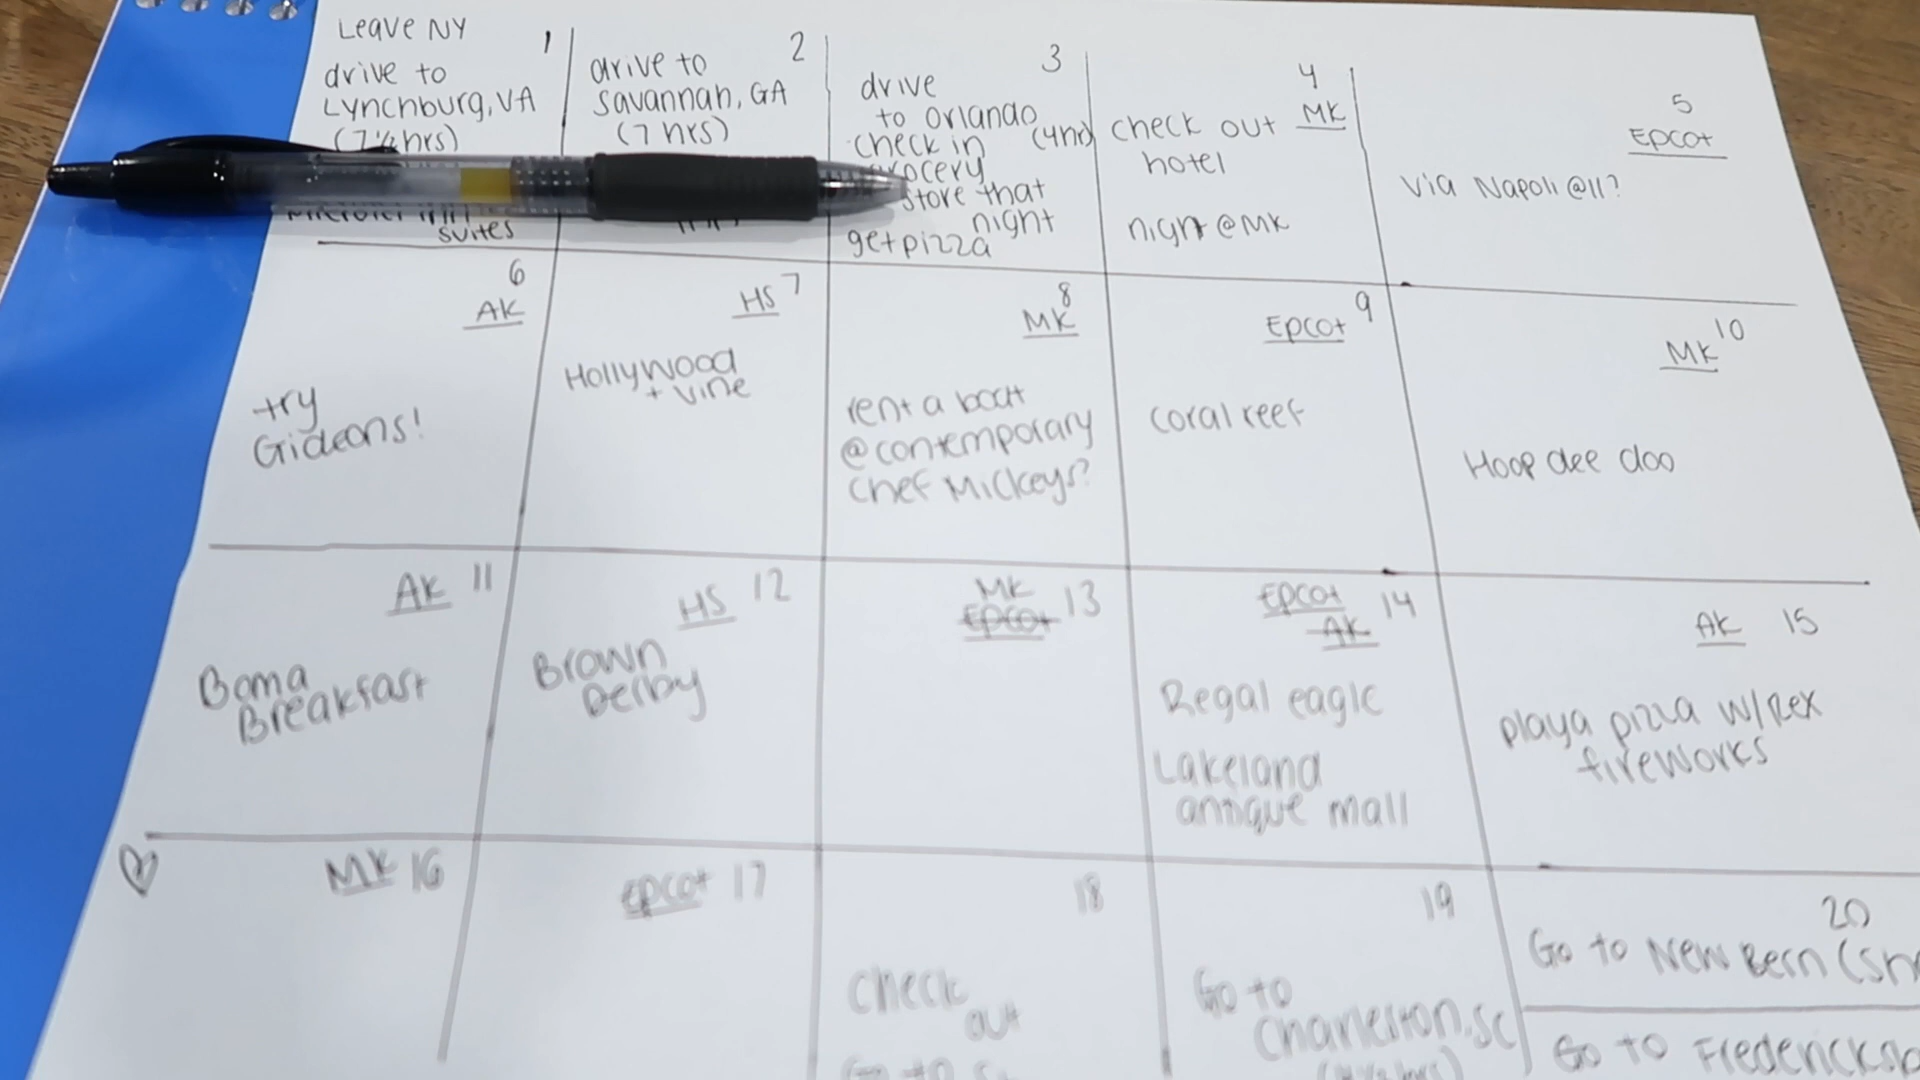 Leave NY
1
drive to
Lynchburg, VA
(7½hrs)
suites
2
drive to
Savannah, GA
(7 hrs)
3
drive
to Orlando
(4hr)
check in
store that
night
get pizza
4
MK
check out
hotel
night @MK
5
Epcot
Via Napoli @11?
6
AK
try
Gideons!
HS 7
Hollywood
+ Vine
8
MK
rent a boat
@contemporary
Chef Mickeys?
Epcot 9
coral reef
MK 10
Hoop dee doo
AK 11
Boma
Breakfast
HS 12
Brown
Derby
MK
Epcot 13
Epcot 14
AK
Regal eagle
Lakeland
antique mall
AK 15
playa pizza w/Rex
fireworks
MK 16
epcot 17
18
Check
out
Go to
19
Go to
Charleston, SC
20
Go to New Bern
Go to